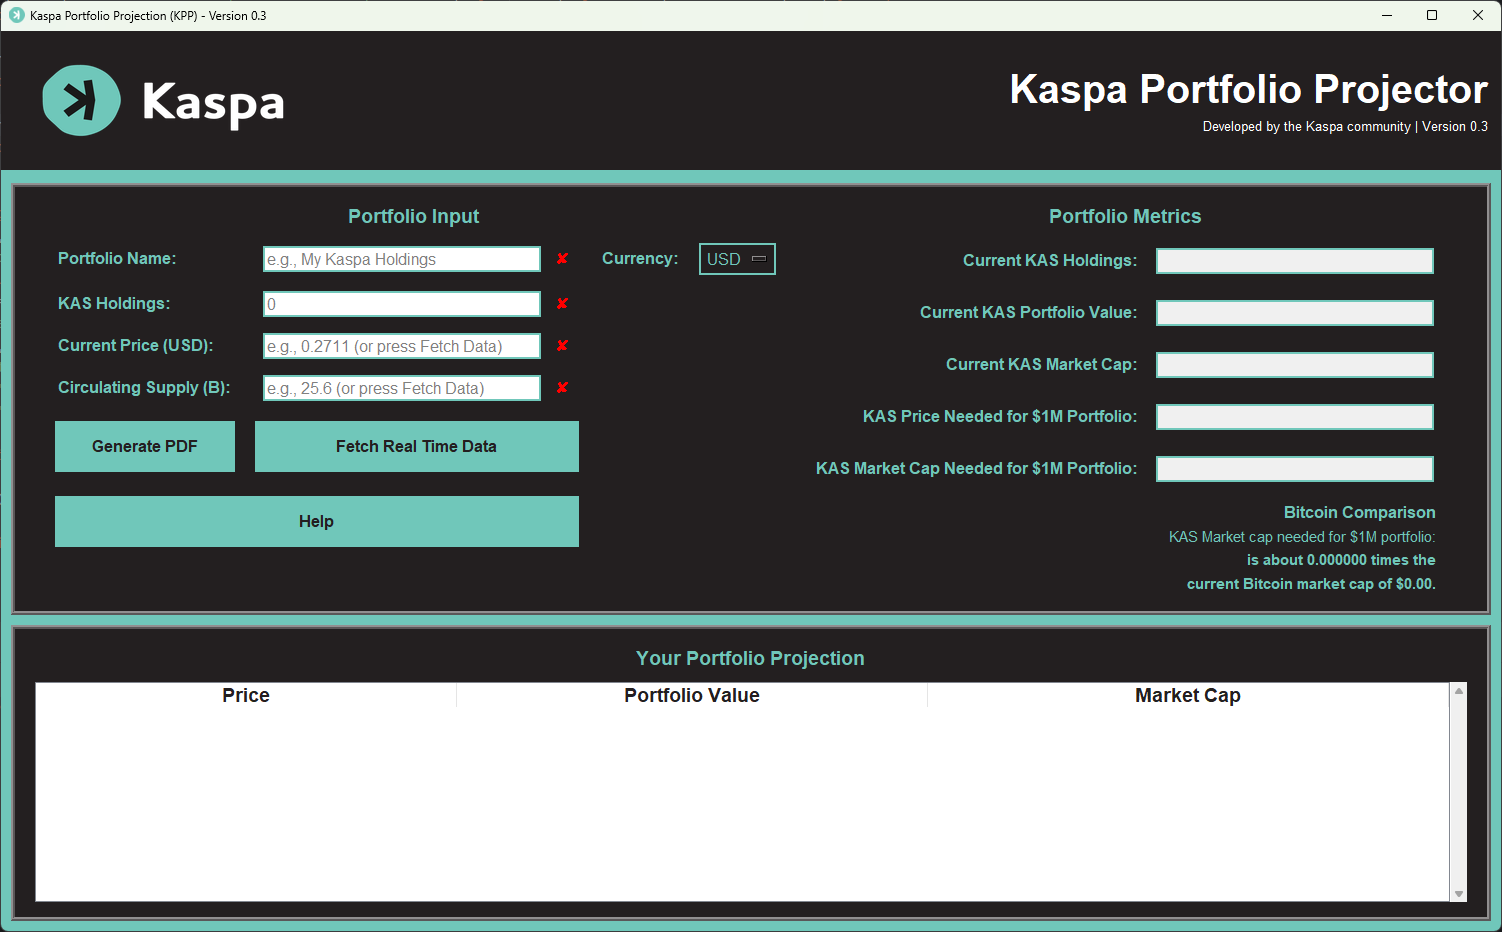 Kaspa Portfolio Projection (KPP) - Version 0.3
Kaspa
Kaspa Portfolio Projector
Developed by the Kaspa community | Version 0.3
Portfolio Input
Portfolio Name:
e.g., My Kaspa Holdings
✘
Currency:
USD
KAS Holdings:
0
✘
Current Price (USD):
e.g., 0.2711 (or press Fetch Data)
✘
Circulating Supply (B):
e.g., 25.6 (or press Fetch Data)
✘
Generate PDF
Fetch Real Time Data
Help
Portfolio Metrics
Current KAS Holdings:
Current KAS Portfolio Value:
Current KAS Market Cap:
KAS Price Needed for $1M Portfolio:
KAS Market Cap Needed for $1M Portfolio:
Bitcoin Comparison
KAS Market cap needed for $1M portfolio:
is about 0.000000 times the
current Bitcoin market cap of $0.00.
Your Portfolio Projection
Price
Portfolio Value
Market Cap